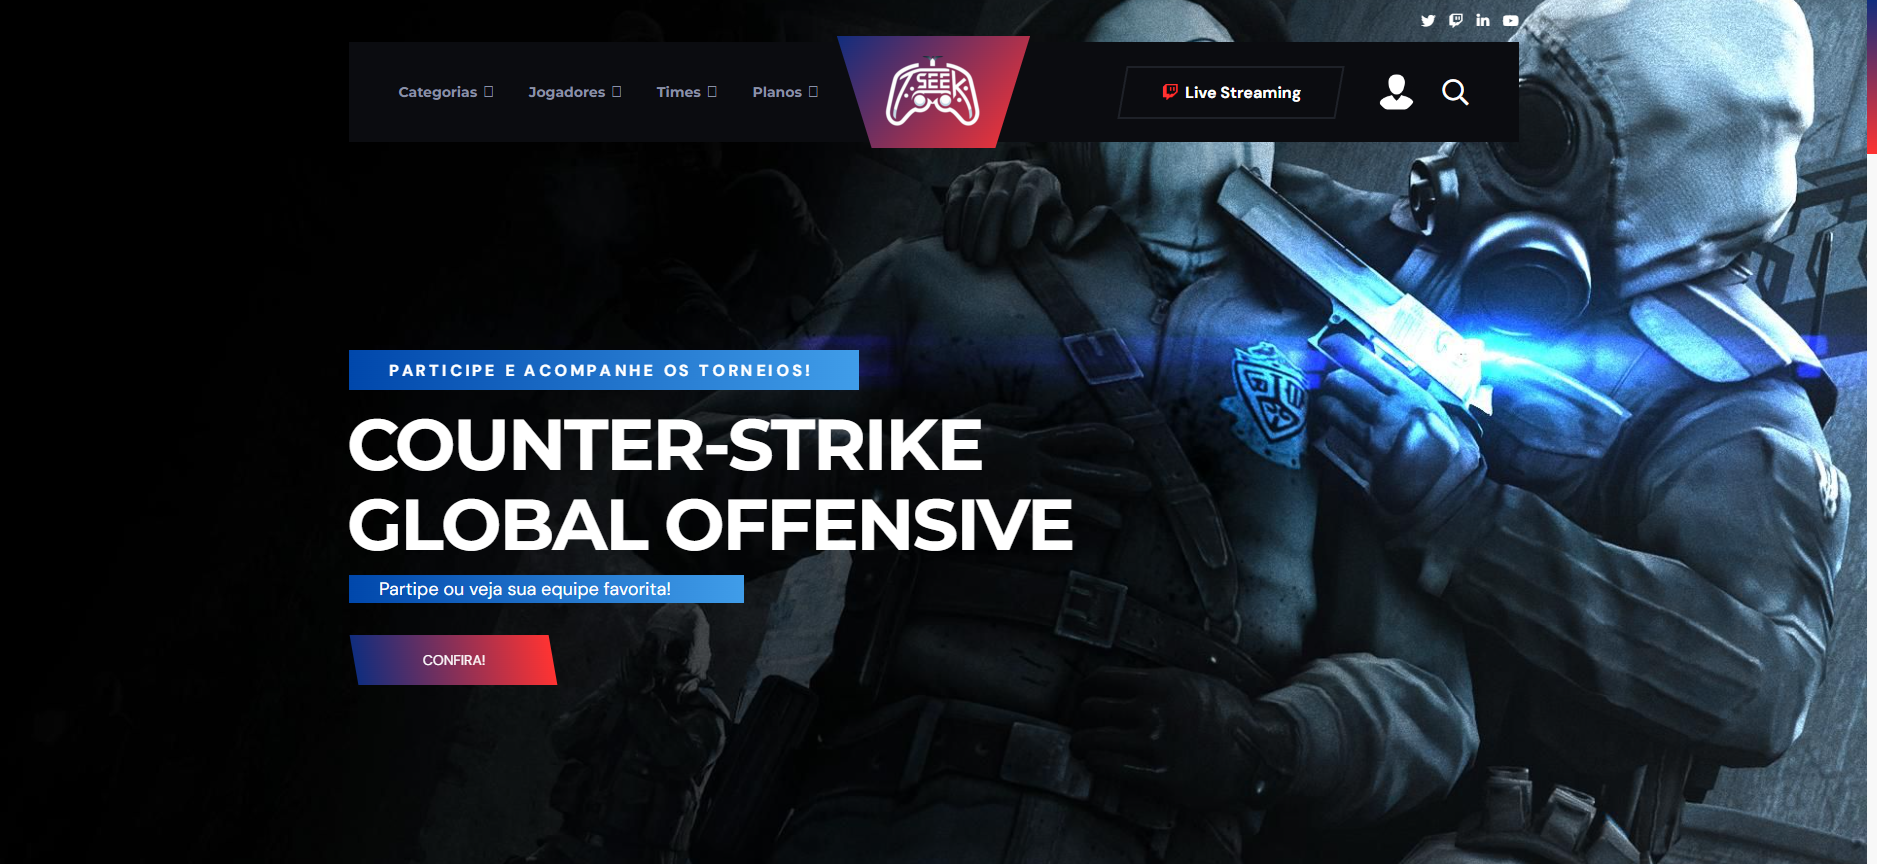 Categorias
Jogadores
Times
Planos
TSEEK
Live Streaming
PARTICIPE E ACOMPANHE OS TORNEIOS!
COUNTER-STRIKE
GLOBAL OFFENSIVE
Partipe ou veja sua equipe favorita!
CONFIRA!